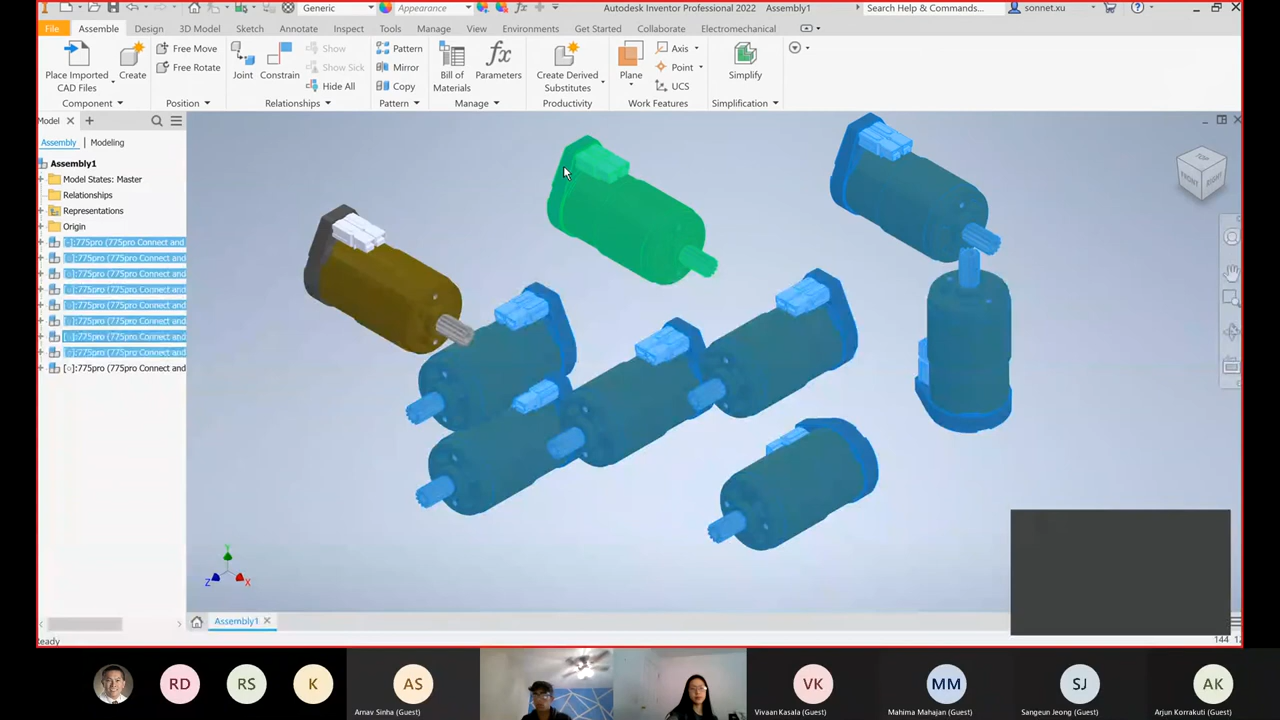 Generic Appearance Autodesk Inventor Professional 2022 Assembly1 Search Help & Commands... sonnet.xu
File Assemble Design 3D Model Sketch Annotate Inspect Tools Manage View Environments Get Started Collaborate Electromechanical
Place Imported CAD Files
Create
Free Move
Free Rotate
Joint
Constrain
Show
Show Sick
Hide All
Pattern
Mirror
Copy
Bill of Materials
fx
Parameters
Create Derived Substitutes
Plane
Axis
Point
UCS
Simplify
Component Position Relationships Pattern Manage Productivity Work Features Simplification
Model
Assembly Modeling
Assembly1
Model States: Master
Relationships
Representations
Origin
[-]:775pro (775pro Connect and
:775pro (775pro Connect and
:775pro (775pro Connect and
:775pro (775pro Connect and
:775pro (775pro Connect and
:775pro (775pro Connect and
:775pro (775pro Connect and
:775pro (775pro Connect and
:775pro (775pro Connect and
TOP
FRONT
RIGHT
Y
Z
X
Assembly1
Ready
144
RD
RS
K
AS
VK
MM
SJ
AK
Arnav Sinha (Guest)
Vivaan Kasala (Guest)
Mahima Mahajan (Guest)
Sangeun Jeong (Guest)
Arjun Korrakuti (Guest)